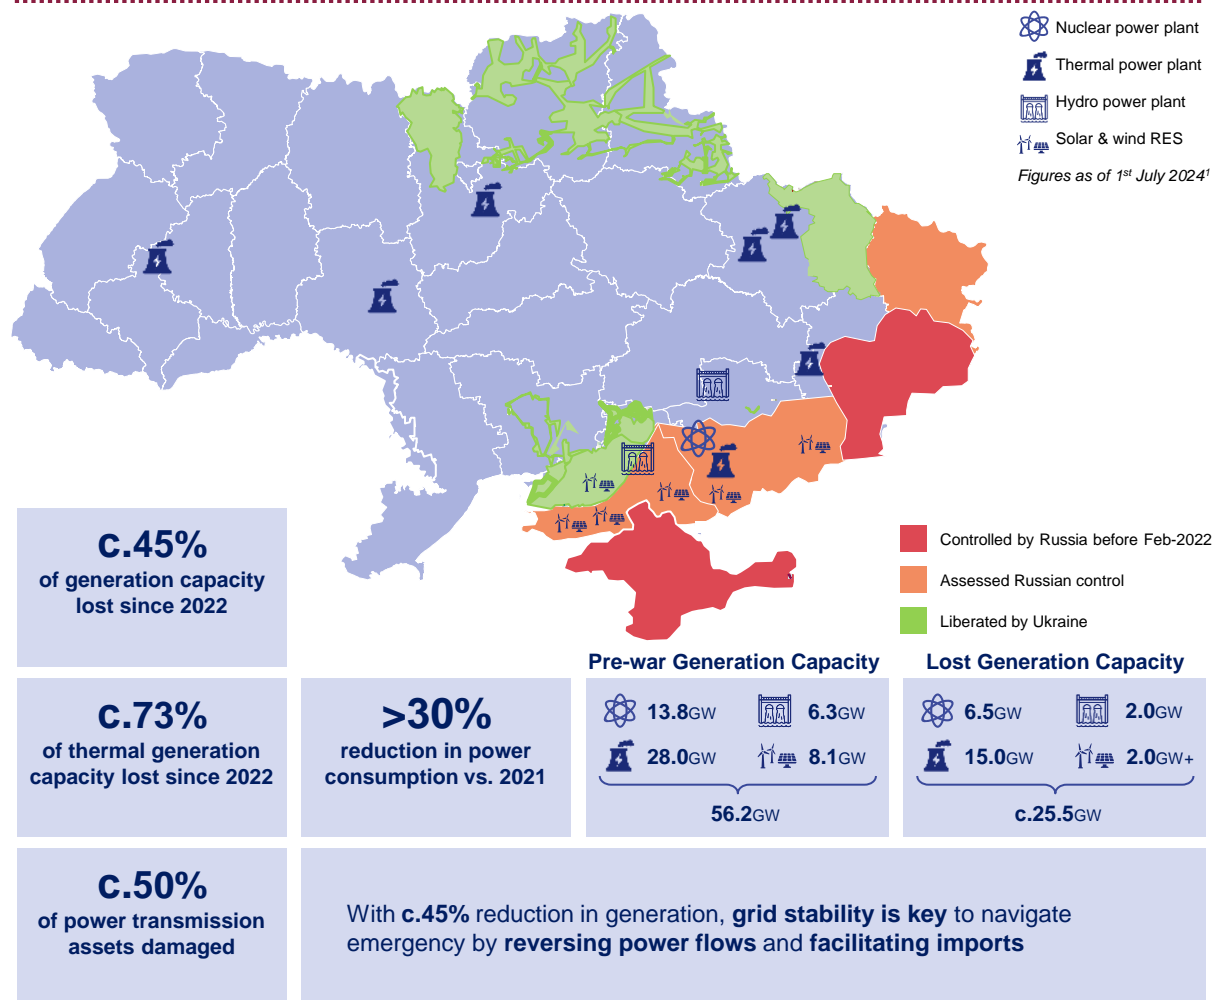 Nuclear power plant
Thermal power plant
Hydro power plant
Solar & wind RES
Figures as of 1st July 2024¹
Controlled by Russia before Feb-2022
Assessed Russian control
Liberated by Ukraine
c.45%
of generation capacity
lost since 2022
c.73%
of thermal generation
capacity lost since 2022
>30%
reduction in power
consumption vs. 2021
Pre-war Generation Capacity
13.8GW
6.3GW
28.0GW
8.1GW
56.2GW
Lost Generation Capacity
6.5GW
2.0GW
15.0GW
2.0GW+
c.25.5GW
c.50%
of power transmission
assets damaged
With c.45% reduction in generation, grid stability is key to navigate
emergency by reversing power flows and facilitating imports